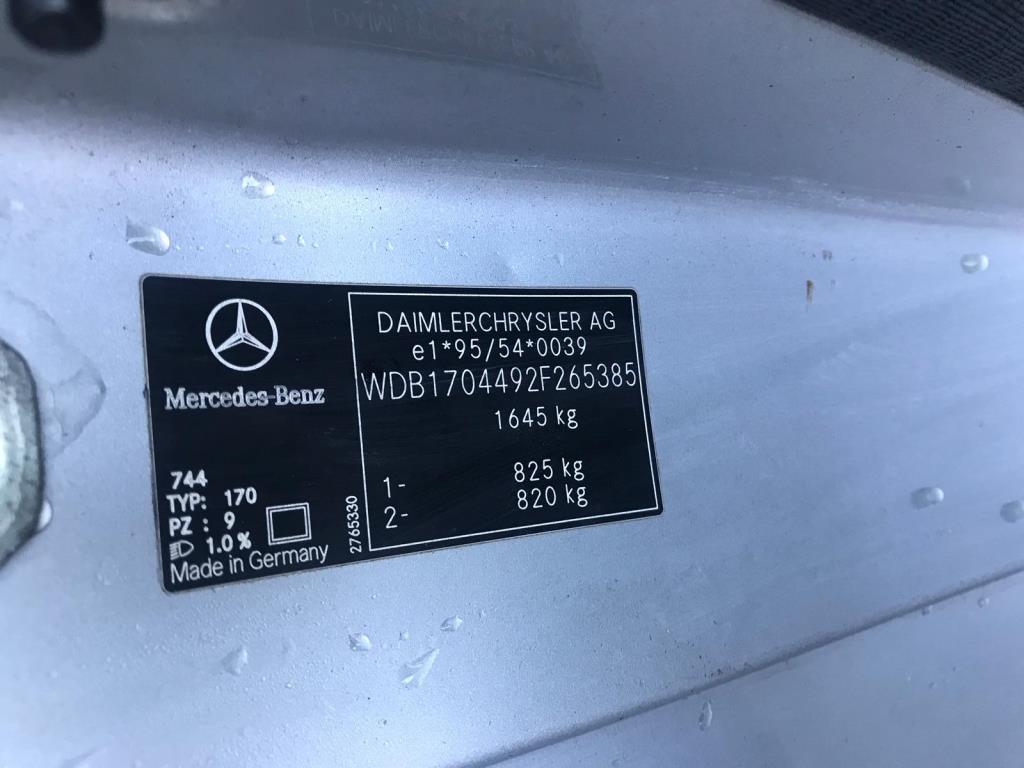 Mercedes-Benz
744
TYP: 170
PZ : 9
1.0 %
Made in Germany
2765330
DAIMLERCHRYSLER AG
e1*95/54*0039
WDB1704492F265385
1645 kg
1- 825 kg
2- 820 kg